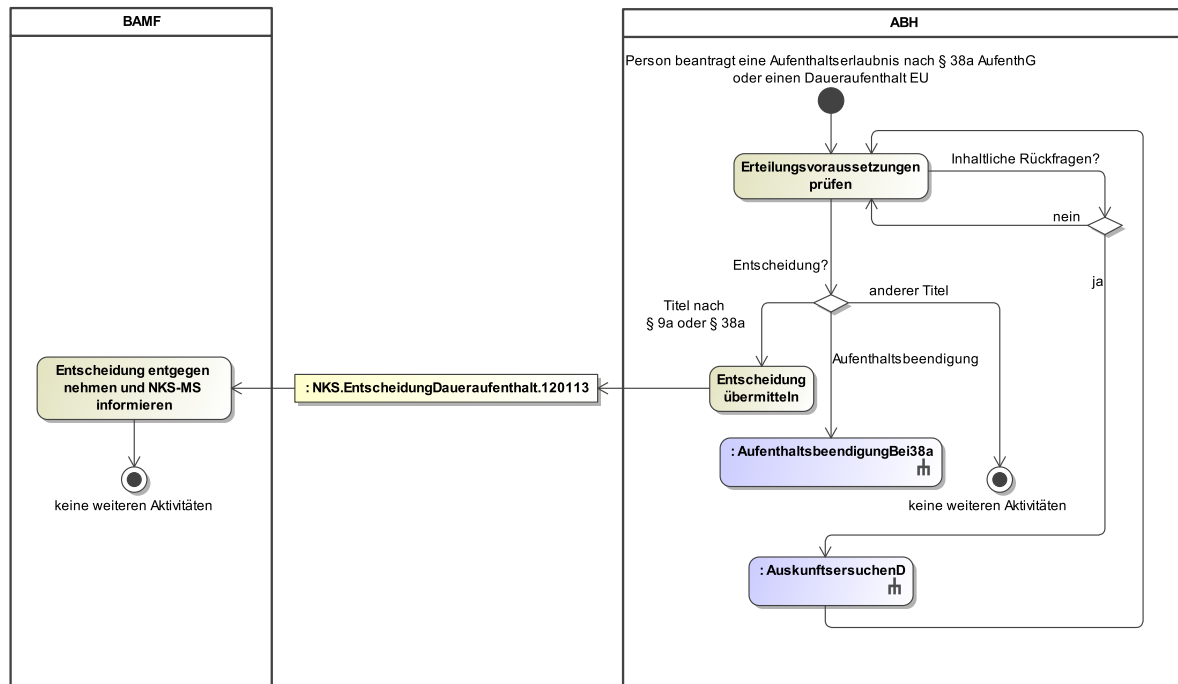 BAMF
ABH
Person beantragt eine Aufenthaltserlaubnis nach § 38a AufenthG
oder einen Daueraufenthalt EU
Erteilungsvoraussetzungen
prüfen
Inhaltliche Rückfragen?
nein
ja
Entscheidung?
anderer Titel
Titel nach
§ 9a oder § 38a
Aufenthaltsbeendigung
Entscheidung
übermitteln
: NKS.EntscheidungDaueraufenthalt.120113
Entscheidung entgegen
nehmen und NKS-MS
informieren
keine weiteren Aktivitäten
: AufenthaltsbeendigungBei38a
keine weiteren Aktivitäten
: AuskunftsersuchenD